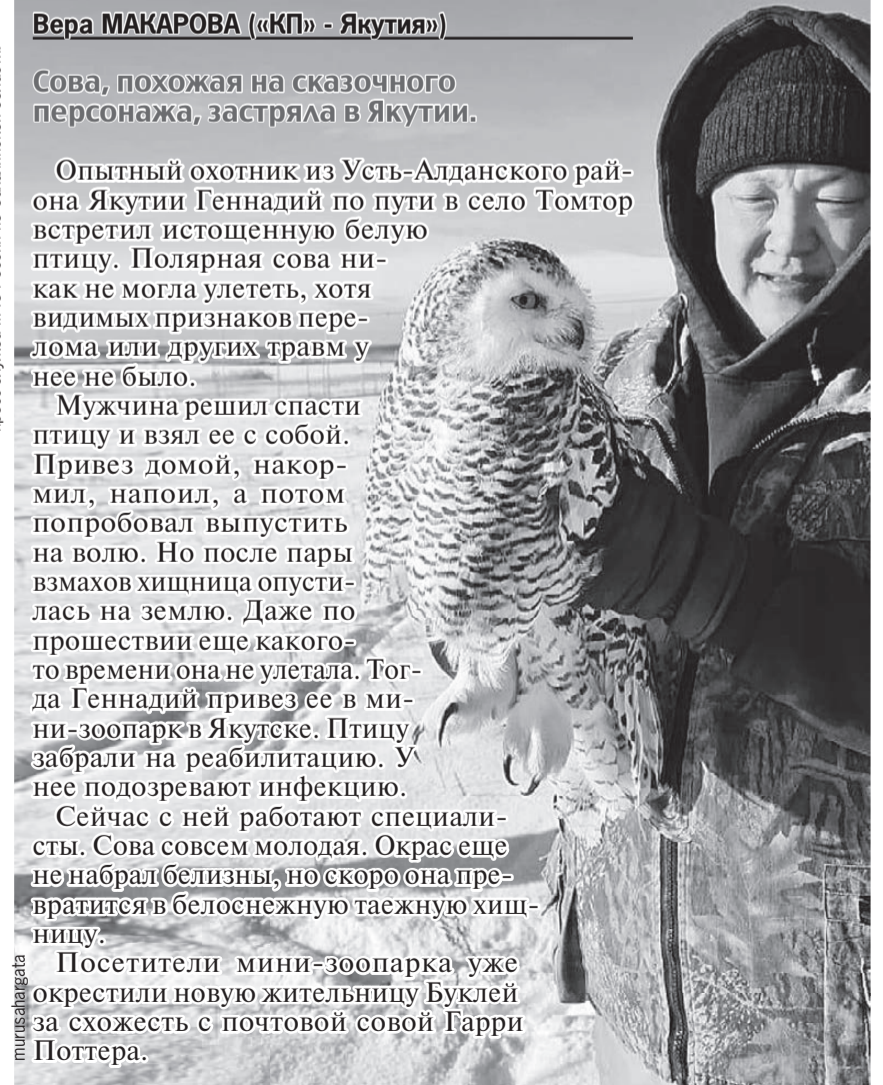 Вера МАКАРОВА («КП» - Якутия»)
Сова, похожая на сказочного
персонажа, застряла в Якутии.
Опытный охотник из Усть-Алданского рай-
она Якутии Геннадий по пути в село Томтор
встретил истощенную белую
птицу. Полярная сова ни-
как не могла улететь, хотя
видимых признаков пере-
лома или других травм у
нее не было.
Мужчина решил спасти
птицу и взял ее с собой.
Привез домой, накор-
мил, напоил, а потом
попробовал выпустить
на волю. Но после пары
взмахов хищница опусти-
лась на землю. Даже по
прошествии еще какого-
то времени она не улетала. Тог-
да Геннадий привез ее в ми-
ни-зоопарк в Якутске. Птицу
забрали на реабилитацию. У
нее подозревают инфекцию.
Сейчас с ней работают специали-
сты. Сова совсем молодая. Окрас еще
не набрал белизны, но скоро она пре-
вратится в белоснежную таежную хищ-
ницу.
Посетители мини-зоопарка уже
окрестили новую жительницу Буклей
за схожесть с почтовой совой Гарри
Поттера.
murusahargata